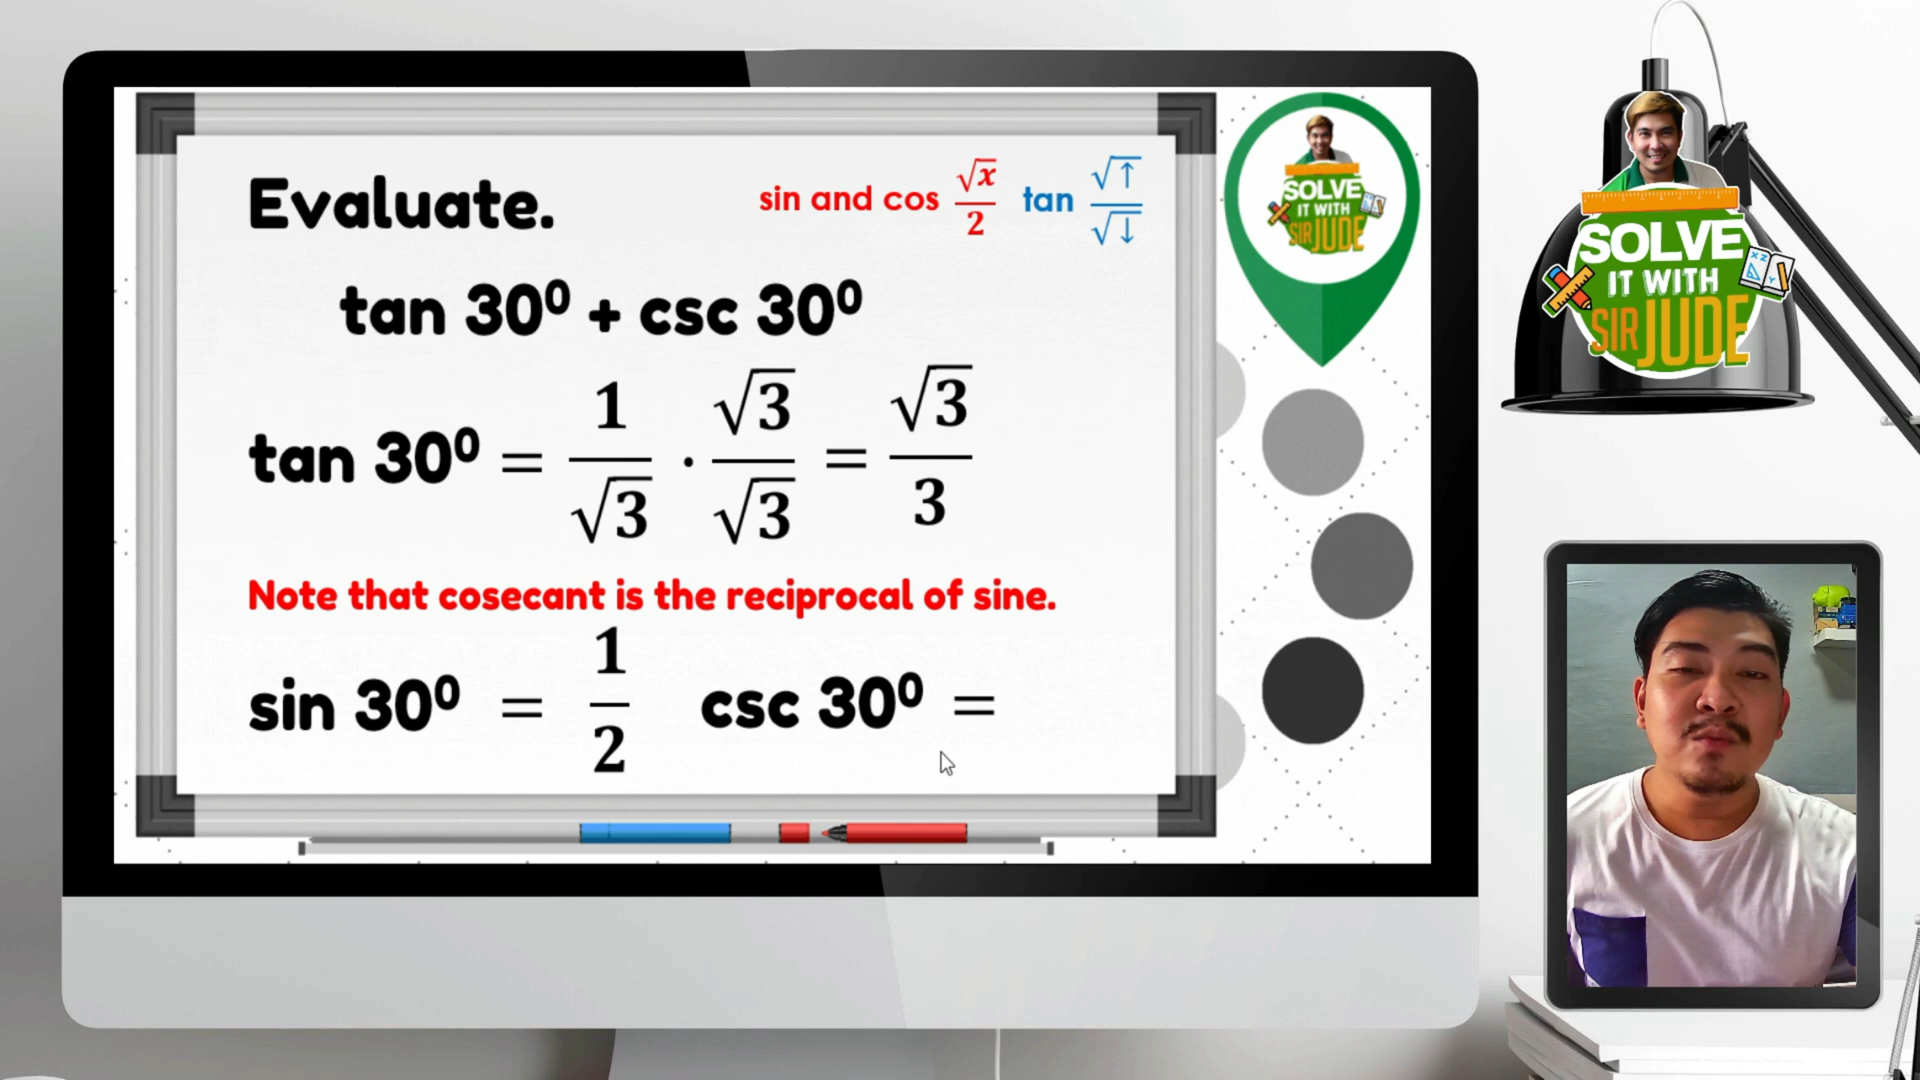 Evaluate.
sin and cos √x/2 tan √↑/√↓
tan 30⁰ + csc 30⁰
tan 30⁰ = 1/√3 · √3/√3 = √3/3
Note that cosecant is the reciprocal of sine.
sin 30⁰ = 1/2 csc 30⁰ =
SOLVE
IT WITH
SIR JUDE
SOLVE
IT WITH
SIR JUDE